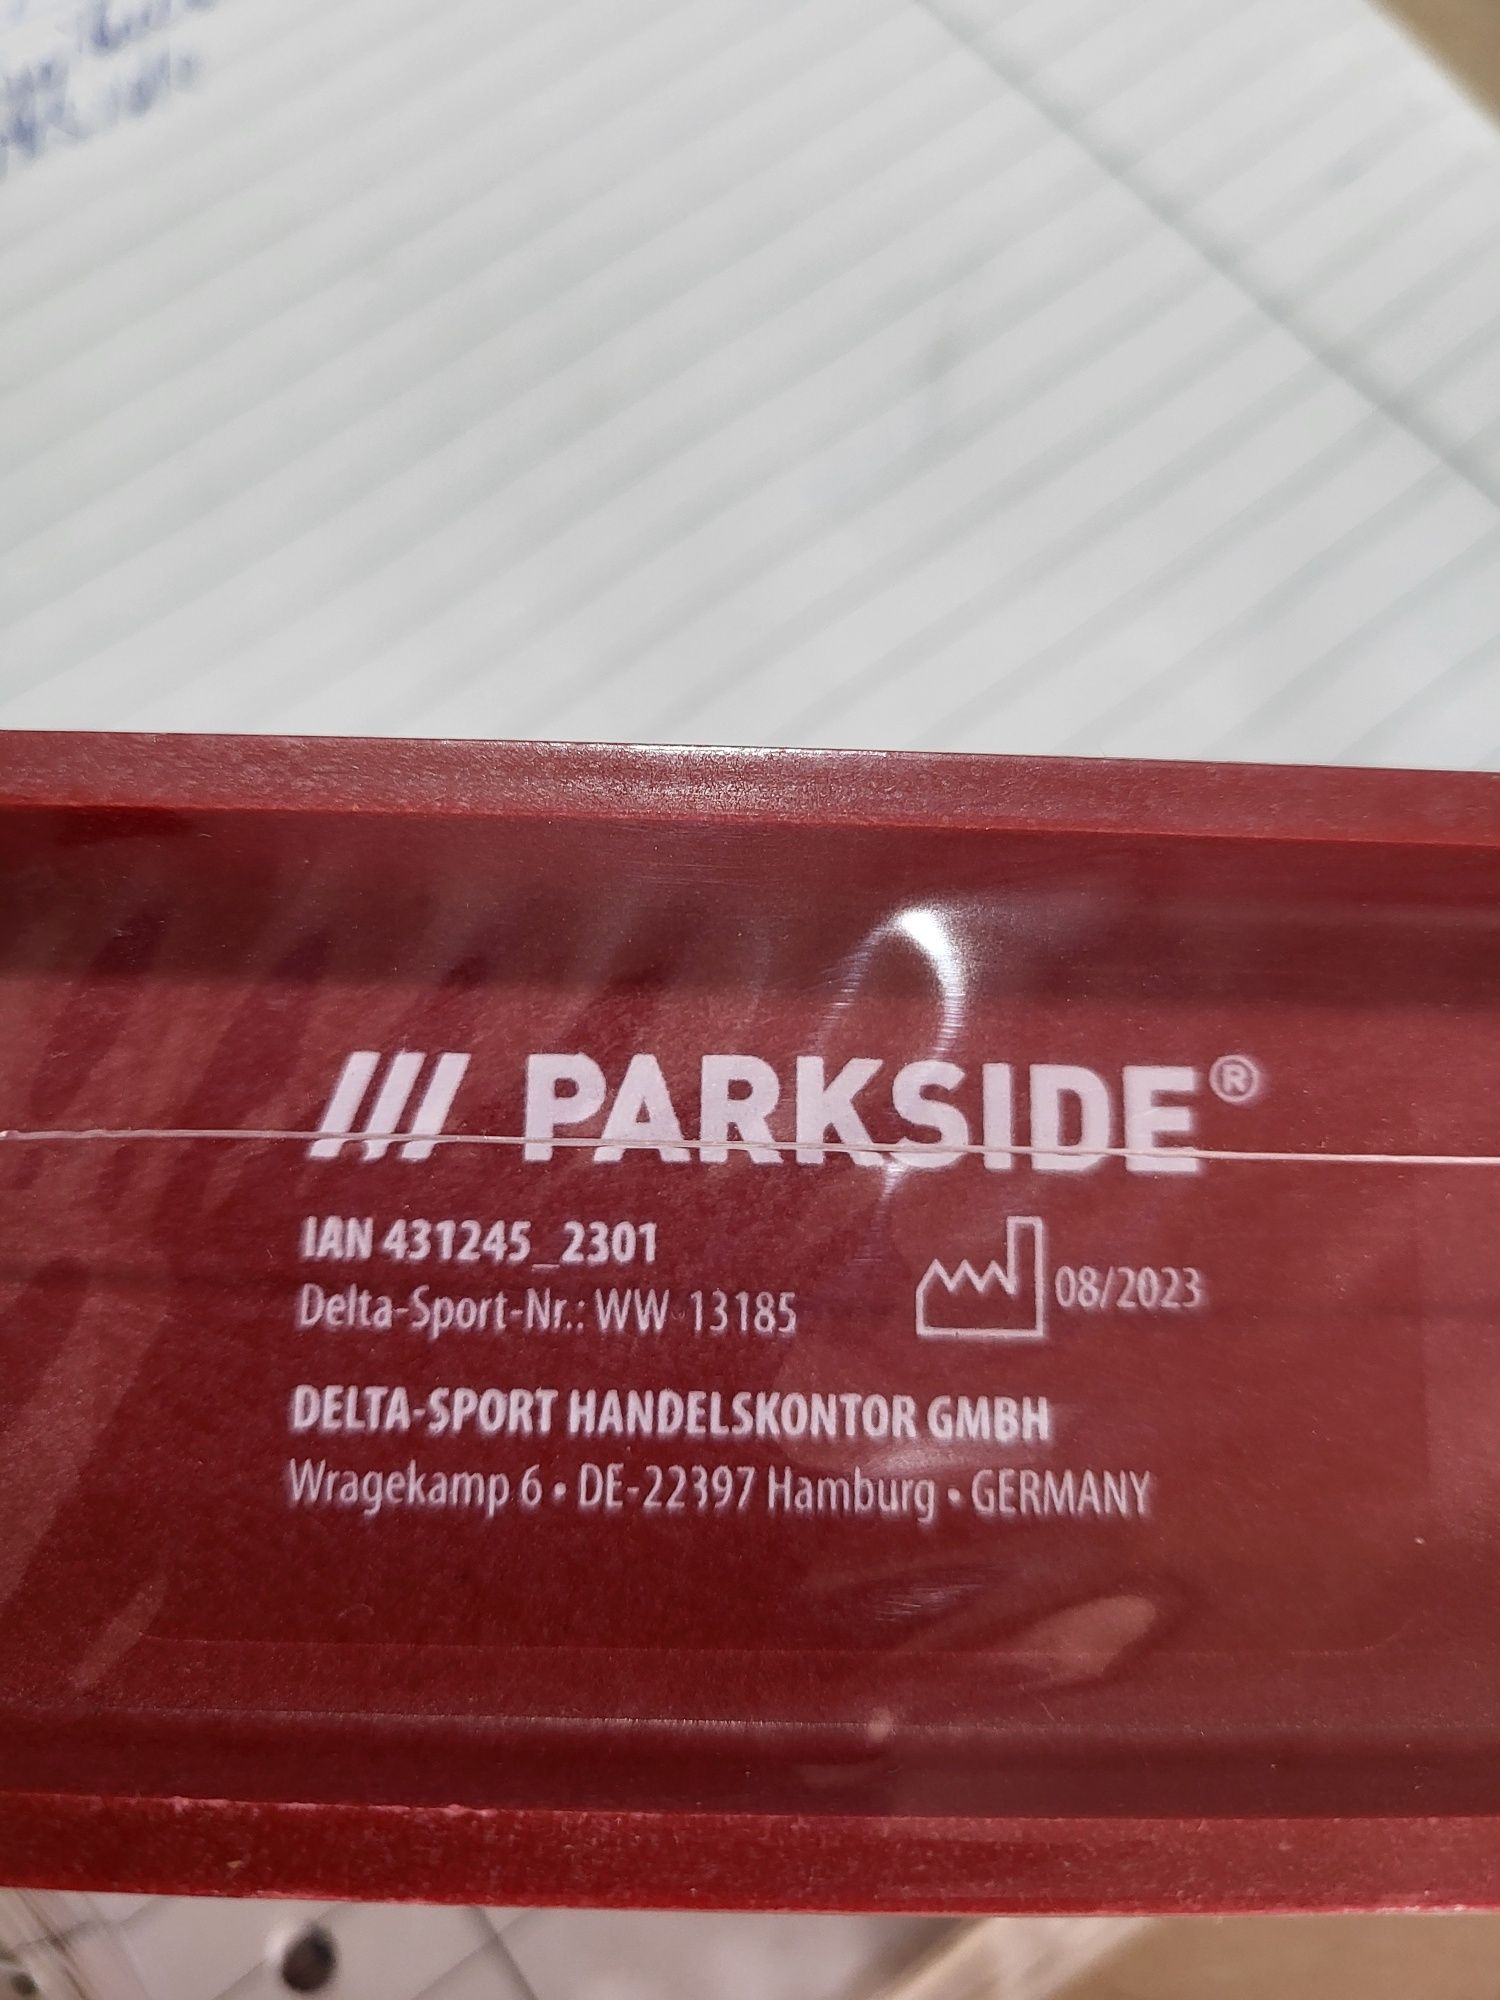 /// PARKSIDE®
IAN 431245_2301
Delta-Sport-Nr.: WW 13185
08/2023
DELTA-SPORT HANDELSKONTOR GMBH
Wragekamp 6 • DE-22397 Hamburg • GERMANY